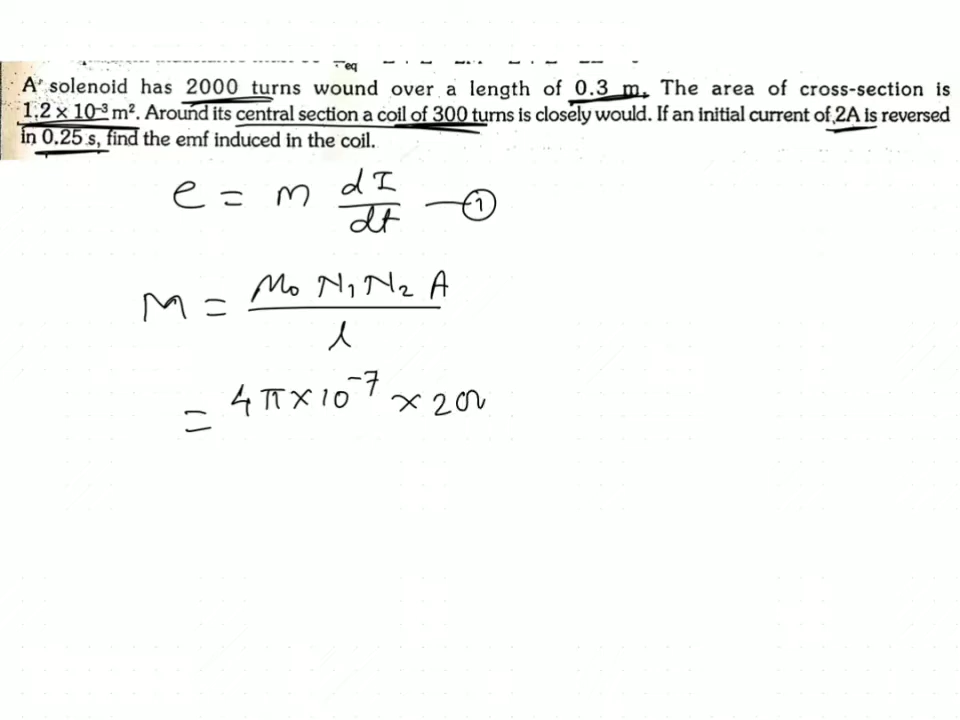 A solenoid has 2000 turns wound over a length of 0.3 m. The area of cross-section is
1.2 × 10⁻³ m². Around its central section a coil of 300 turns is closely would. If an initial current of 2A is reversed
in 0.25 s, find the emf induced in the coil.
e = m dI/dt —①
M = μ₀ N₁ N₂ A / l
= 4π × 10⁻⁷ × 200